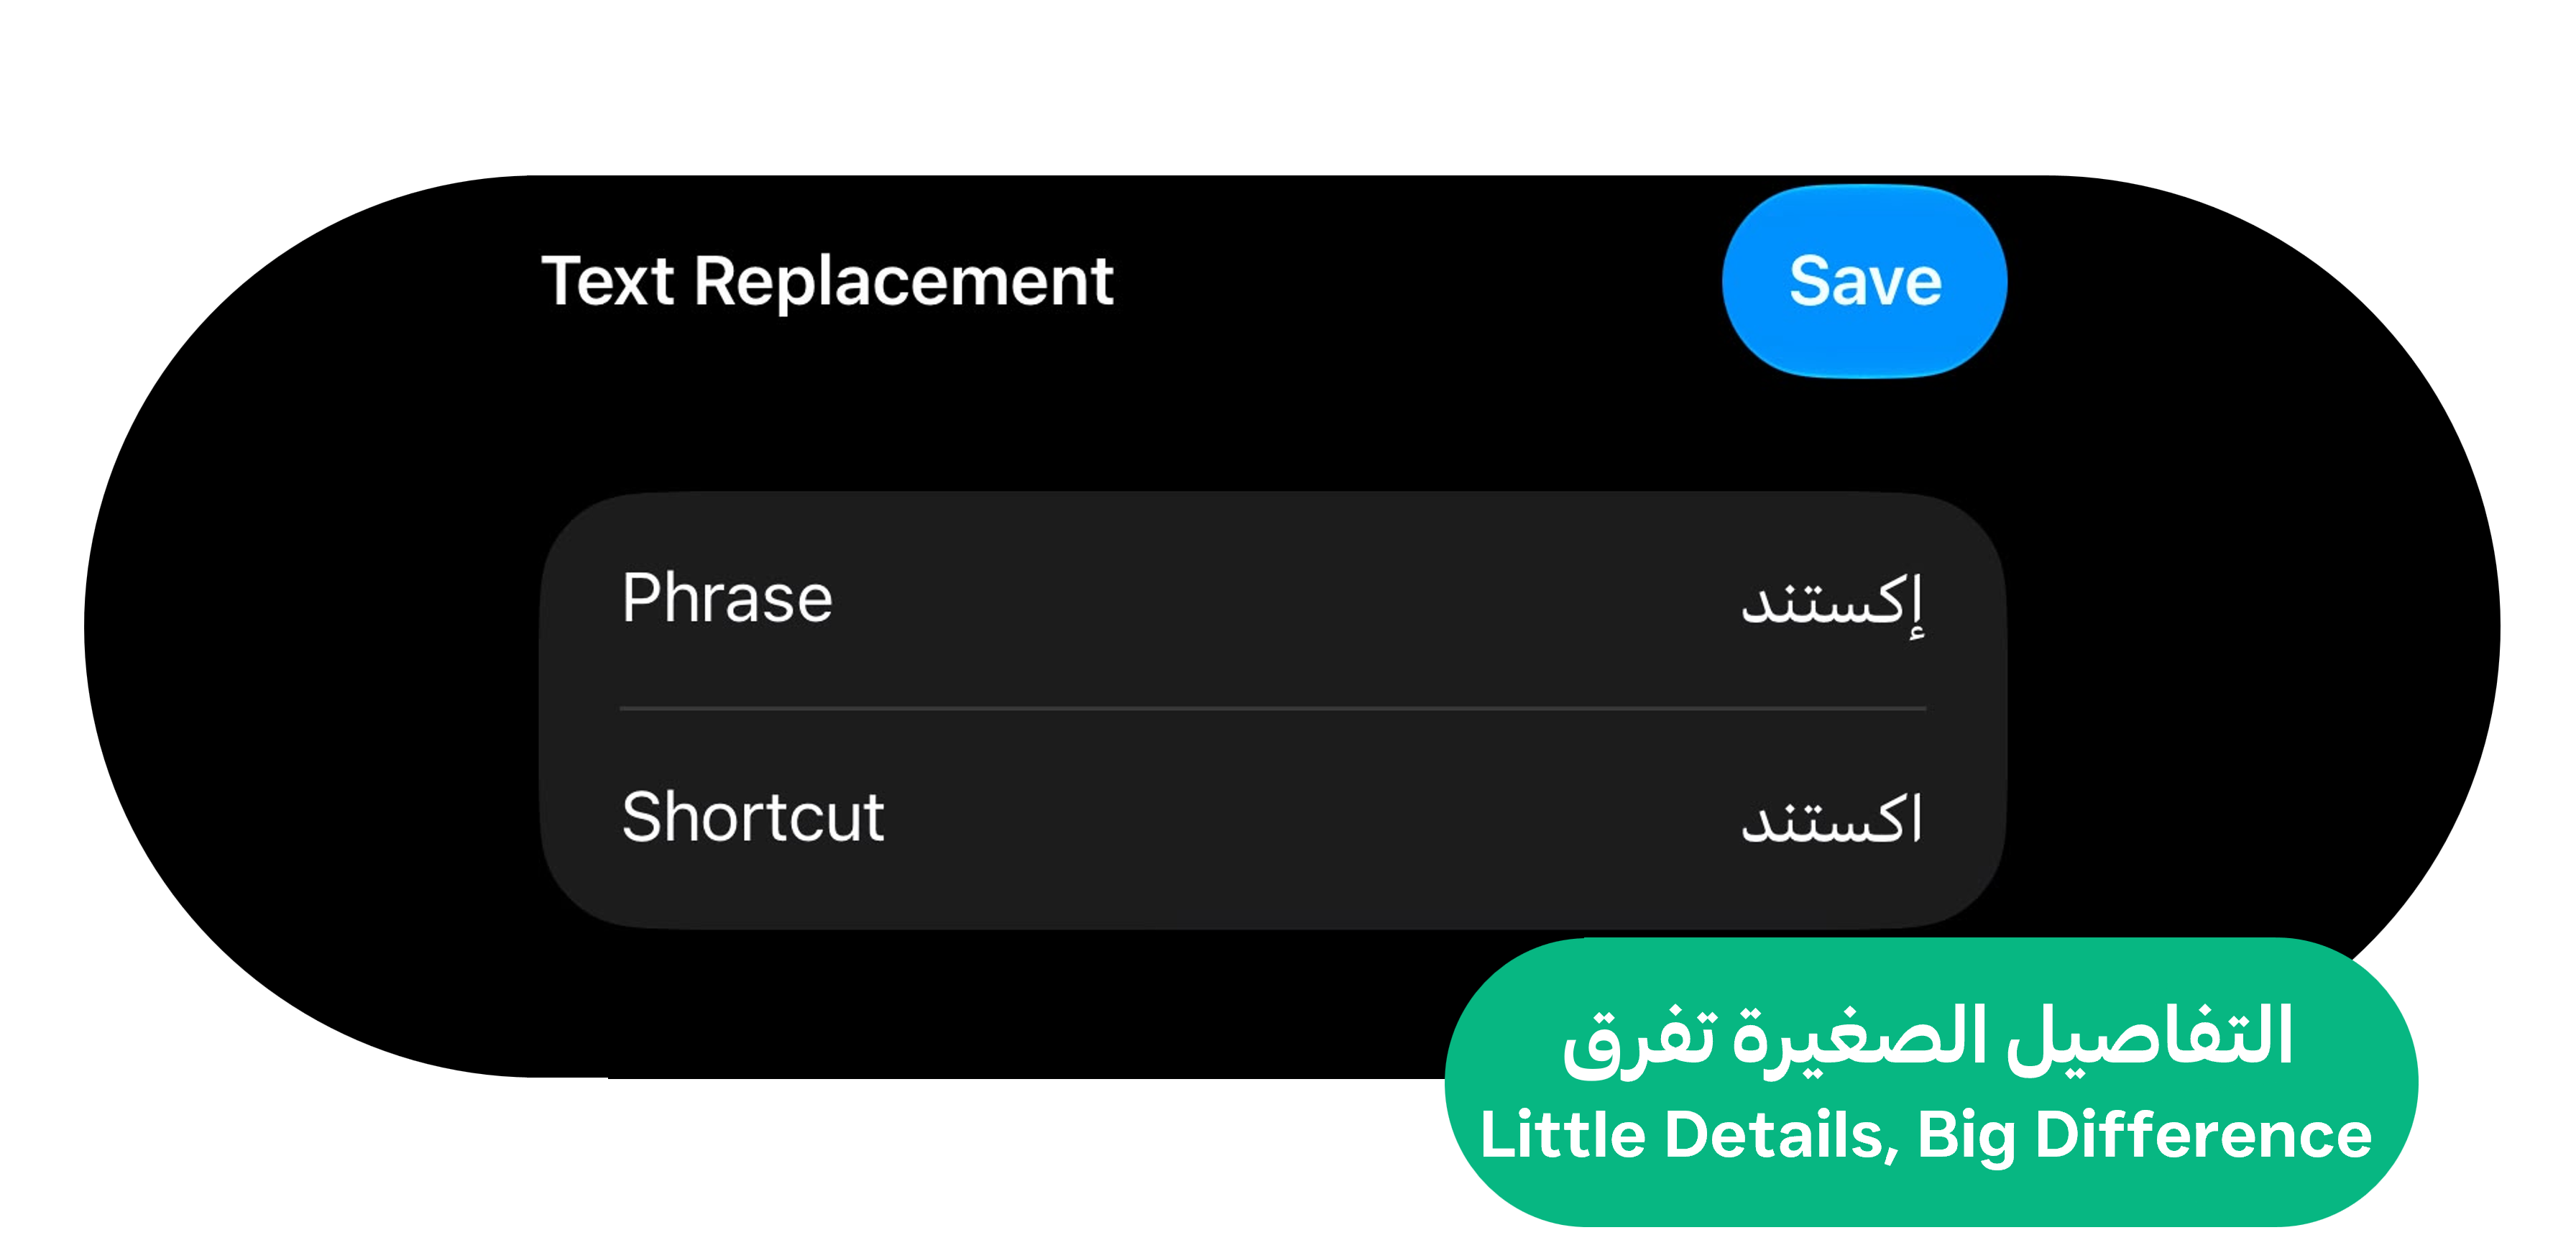 Text Replacement
Save
Phrase
إكستند
Shortcut
اكستند
التفاصيل الصغيرة تفرق
Little Details, Big Difference